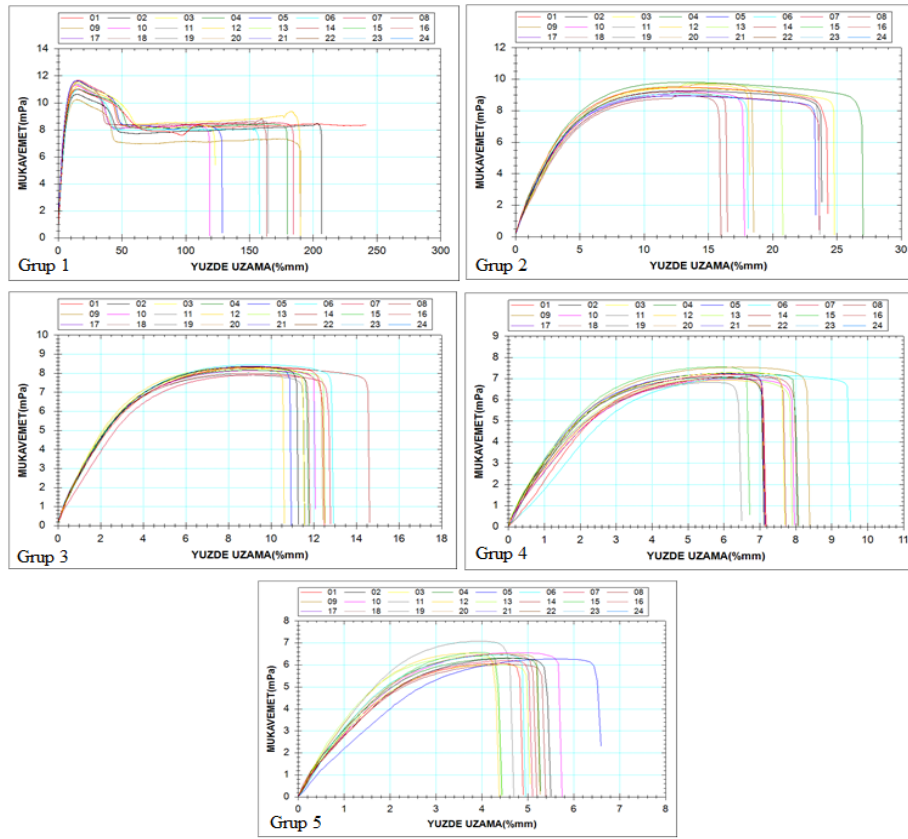 01 02 03 04 05 06 07 08
09 10 11 12 13 14 15 16
17 18 19 20 21 22 23 24
MUKAVEMET(mPa)
14
12
10
8
6
4
2
0
0 50 100 150 200 250 300
YUZDE UZAMA(%mm)
Grup 1
01 02 03 04 05 06 07 08
09 10 11 12 13 14 15 16
17 18 19 20 21 22 23 24
MUKAVEMET(mPa)
12
10
8
6
4
2
0
0 5 10 15 20 25 30
YUZDE UZAMA(%mm)
Grup 2
01 02 03 04 05 06 07 08
09 10 11 12 13 14 15 16
17 18 19 20 21 22 23 24
MUKAVEMET(mPa)
10
9
8
7
6
5
4
3
2
1
0
0 2 4 6 8 10 12 14 16 18
YUZDE UZAMA(%mm)
Grup 3
01 02 03 04 05 06 07 08
09 10 11 12 13 14 15 16
17 18 19 20 21 22 23 24
MUKAVEMET(mPa)
9
8
7
6
5
4
3
2
1
0
0 1 2 3 4 5 6 7 8 9 10 11
YUZDE UZAMA(%mm)
Grup 4
01 02 03 04 05 06 07 08
09 10 11 12 13 14 15 16
17 18 19 20 21 22 23 24
MUKAVEMET(mPa)
8
7
6
5
4
3
2
1
0
0 1 2 3 4 5 6 7 8
YUZDE UZAMA(%mm)
Grup 5